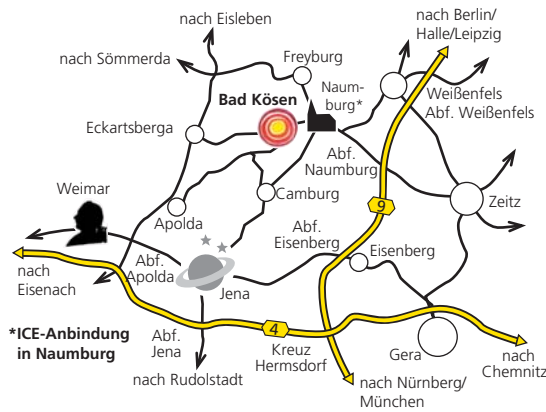 nach Eisleben
nach Berlin/
Halle/Leipzig
nach Sömmerda
Freyburg
Naum-
burg*
Weißenfels
Abf. Weißenfels
Bad Kösen
Eckartsberga
Abf.
Naumburg
Weimar
Camburg
9
Zeitz
Apolda
Abf.
Eisenberg
Eisenberg
Abf.
Apolda
nach
Eisenach
Jena
*ICE-Anbindung
in Naumburg
Abf.
Jena
4
Kreuz
Hermsdorf
Gera
nach
Chemnitz
nach Rudolstadt
nach Nürnberg/
München